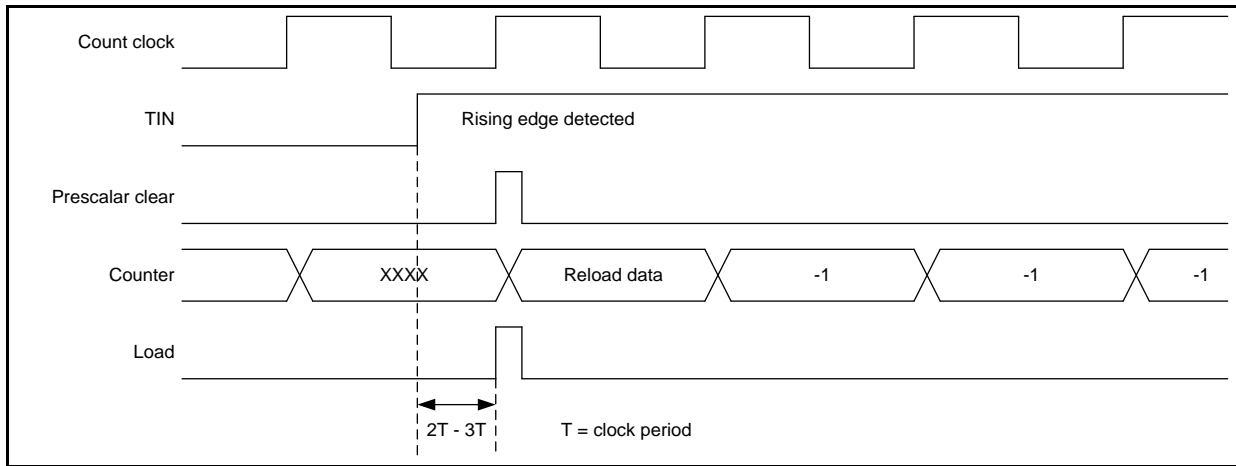 Count clock
TIN
Rising edge detected
Prescalar clear
Counter
XXXX
Reload data
-1
-1
-1
Load
2T - 3T
T = clock period